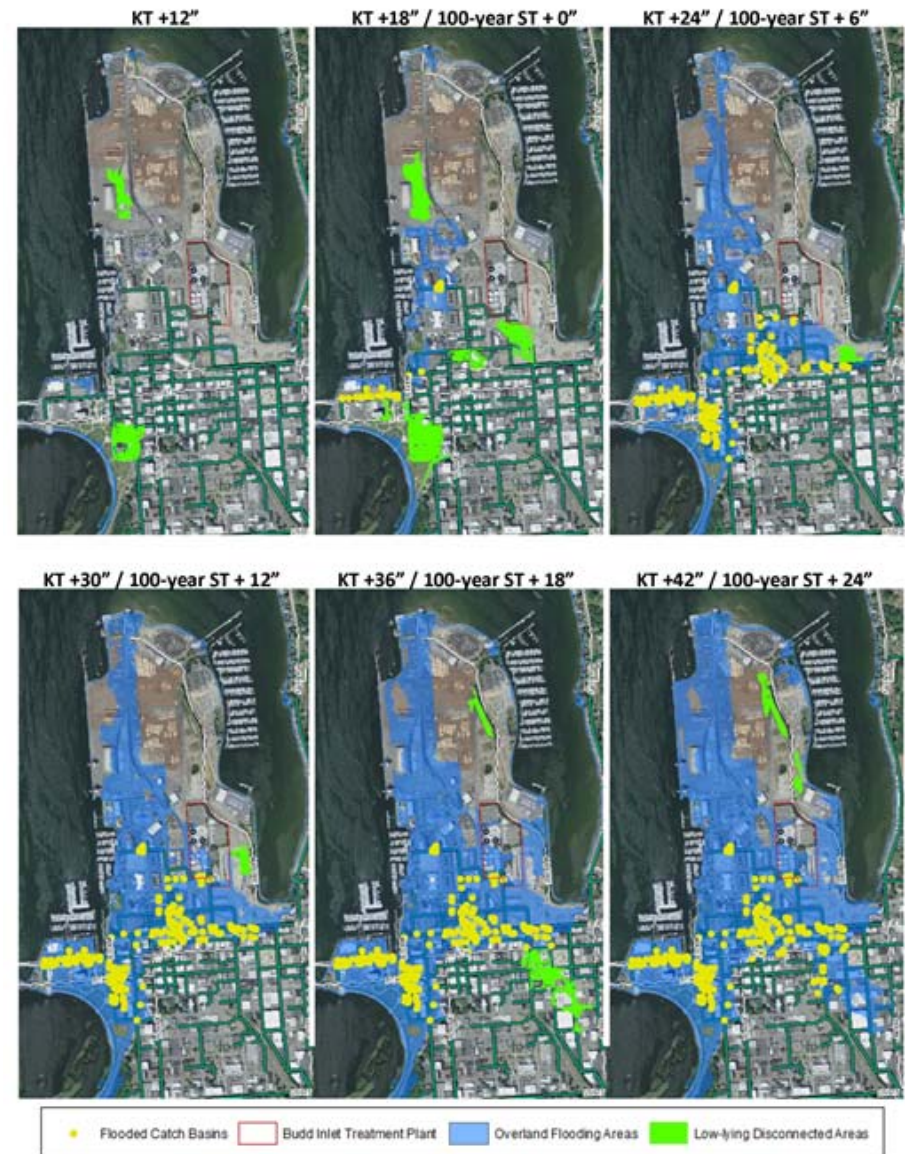 KT +12”
KT +18” / 100-year ST + 0”
KT +24” / 100-year ST + 6”
KT +30” / 100-year ST + 12”
KT +36” / 100-year ST + 18”
KT +42” / 100-year ST + 24”
Flooded Catch Basins
Budd Inlet Treatment Plant
Overland Flooding Areas
Low-lying Disconnected Areas